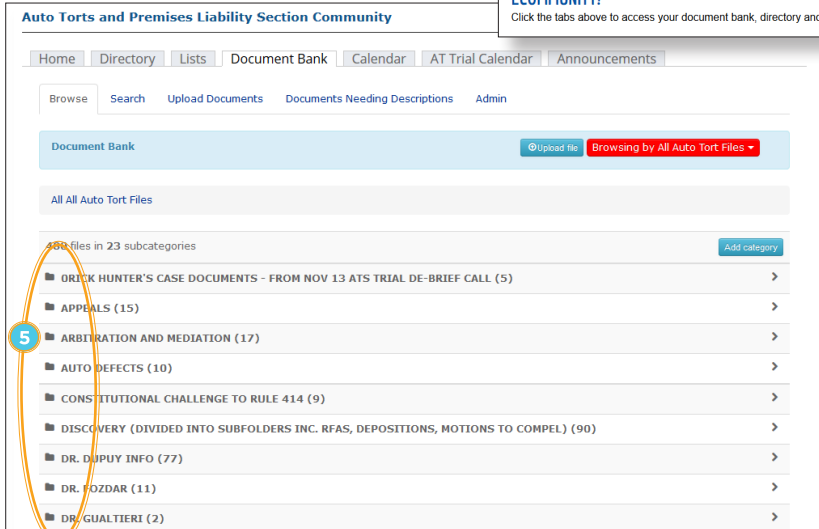 ECOMMUNITY?
Click the tabs above to access your document bank, directory and
Auto Torts and Premises Liability Section Community
Home Directory Lists Document Bank Calendar AT Trial Calendar Announcements
Browse Search Upload Documents Documents Needing Descriptions Admin
Document Bank Upload file Browsing by All Auto Tort Files
All All Auto Tort Files
files in 23 subcategories Add category
0RICK HUNTER'S CASE DOCUMENTS - FROM NOV 13 ATS TRIAL DE-BRIEF CALL (5)
APPEALS (15)
5 ARBITRATION AND MEDIATION (17)
AUTO DEFECTS (10)
CONSTITUTIONAL CHALLENGE TO RULE 414 (9)
DISCOVERY (DIVIDED INTO SUBFOLDERS INC. RFAS, DEPOSITIONS, MOTIONS TO COMPEL) (90)
DR. DUPUY INFO (77)
DR. FOZDAR (11)
DR. GUALTIERI (2)